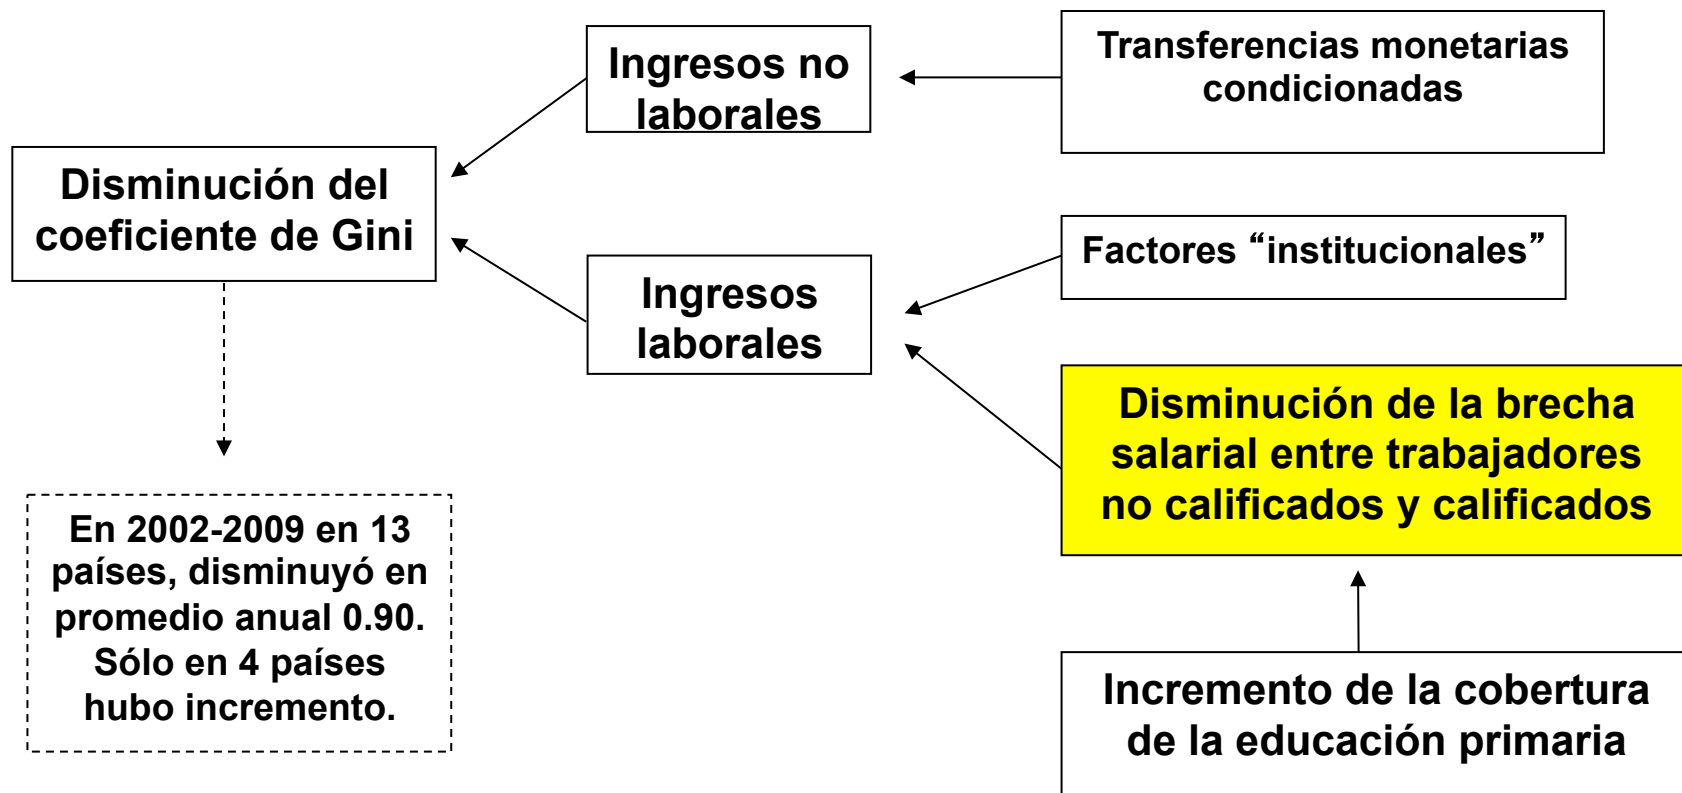 Ingresos no
laborales
Transferencias monetarias
condicionadas
Disminución del
coeficiente de Gini
Factores “institucionales”
Ingresos
laborales
Disminución de la brecha
salarial entre trabajadores
no calificados y calificados
En 2002-2009 en 13
países, disminuyó en
promedio anual 0.90.
Sólo en 4 países
hubo incremento.
Incremento de la cobertura
de la educación primaria